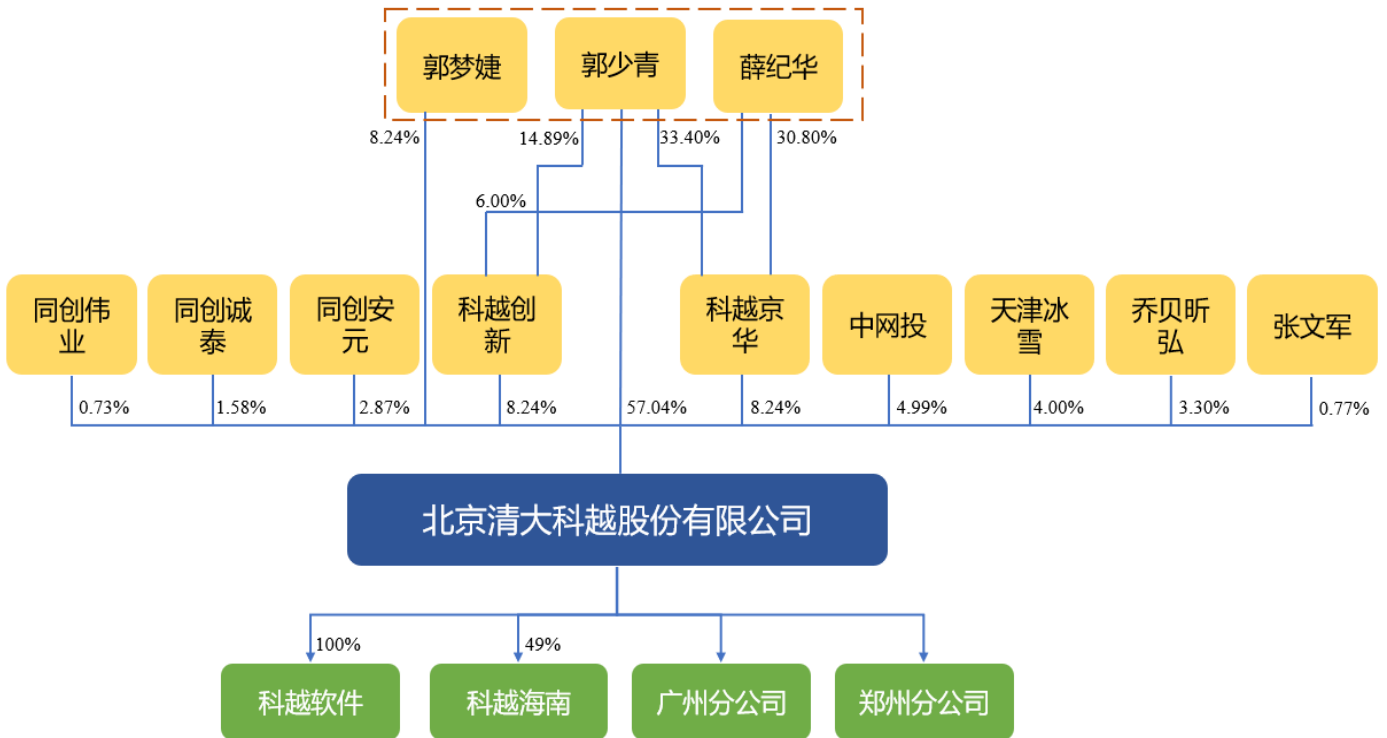 郭梦婕
郭少青
薛纪华
8.24%
14.89%
33.40%
30.80%
6.00%
同创伟
业
同创诚
泰
同创安
元
科越创
新
科越京
华
中网投
天津冰
雪
乔贝昕
弘
张文军
0.73%
1.58%
2.87%
8.24%
57.04%
8.24%
4.99%
4.00%
3.30%
0.77%
北京清大科越股份有限公司
100%
49%
科越软件
科越海南
广州分公司
郑州分公司